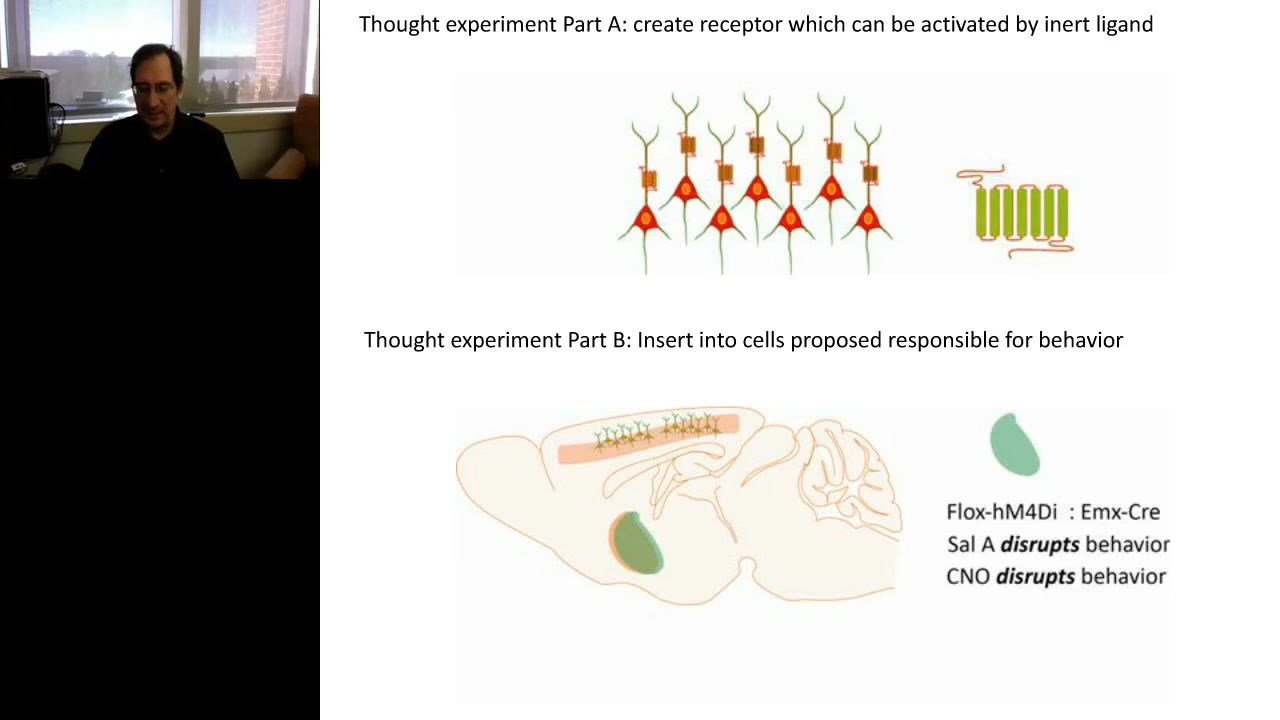 Thought experiment Part A: create receptor which can be activated by inert ligand
Thought experiment Part B: Insert into cells proposed responsible for behavior
Flox-hM4Di : Emx-Cre
Sal A disrupts behavior
CNO disrupts behavior